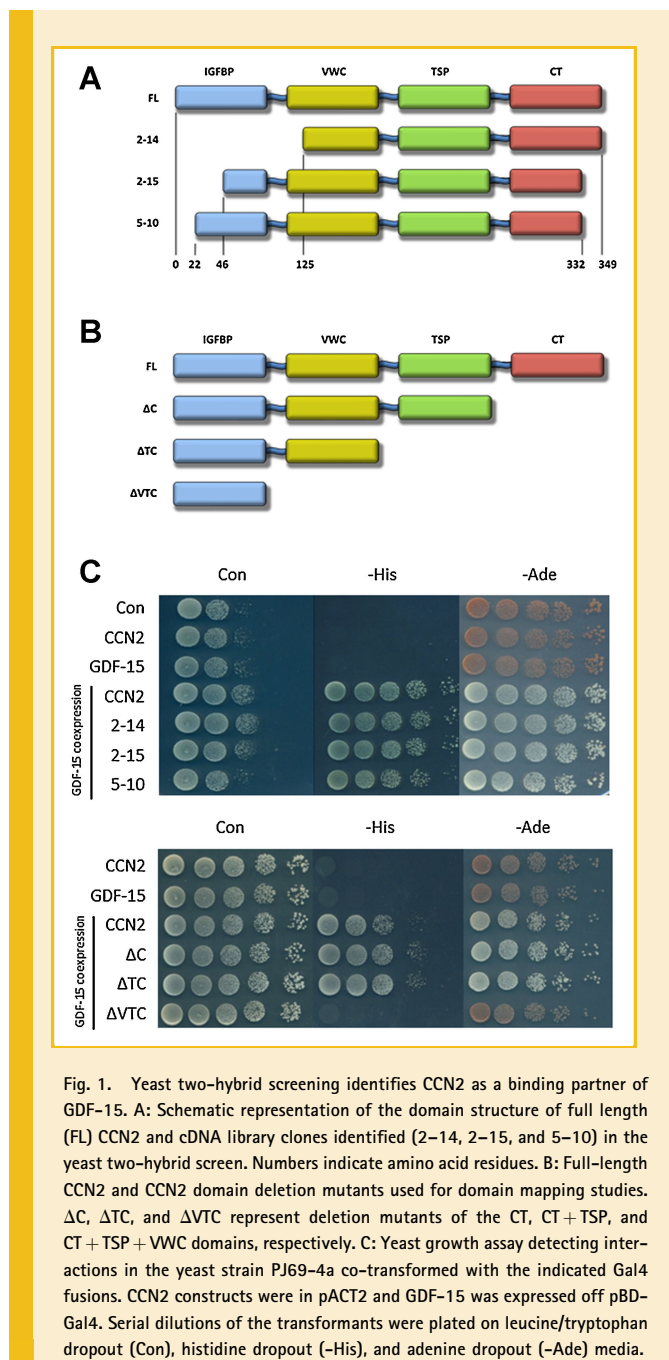 A
IGFBP VWC TSP CT
FL
2-14
2-15
5-10
0 22 46 125 332 349
B
IGFBP VWC TSP CT
FL
ΔC
ΔTC
ΔVTC
C
Con -His -Ade
Con
CCN2
GDF-15
GDF-15 coexpression
CCN2
2-14
2-15
5-10
Con -His -Ade
CCN2
GDF-15
GDF-15 coexpression
CCN2
ΔC
ΔTC
ΔVTC
Fig. 1. Yeast two-hybrid screening identifies CCN2 as a binding partner of
GDF-15. A: Schematic representation of the domain structure of full length
(FL) CCN2 and cDNA library clones identified (2–14, 2–15, and 5–10) in the
yeast two-hybrid screen. Numbers indicate amino acid residues. B: Full-length
CCN2 and CCN2 domain deletion mutants used for domain mapping studies.
ΔC, ΔTC, and ΔVTC represent deletion mutants of the CT, CT + TSP, and
CT + TSP + VWC domains, respectively. C: Yeast growth assay detecting inter-
actions in the yeast strain PJ69-4a co-transformed with the indicated Gal4
fusions. CCN2 constructs were in pACT2 and GDF-15 was expressed off pBD-
Gal4. Serial dilutions of the transformants were plated on leucine/tryptophan
dropout (Con), histidine dropout (-His), and adenine dropout (-Ade) media.